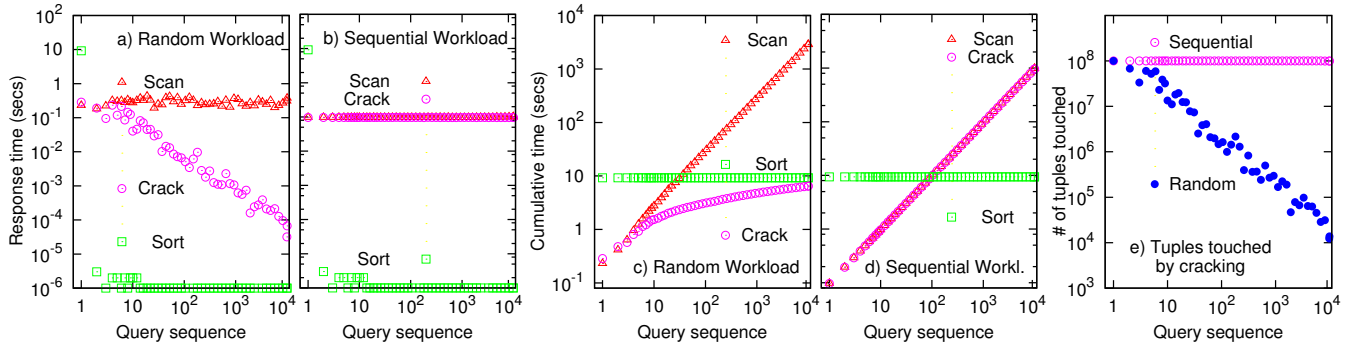 Response time (secs)
10²
10
1
10⁻¹
10⁻²
10⁻³
10⁻⁴
10⁻⁵
10⁻⁶
a) Random Workload
Scan
Crack
Sort
1 10 10² 10³ 10⁴
Query sequence
b) Sequential Workload
Scan
Crack
Sort
1 10 10² 10³ 10⁴
Query sequence
Cumulative time (secs)
10⁴
10³
10²
10
1
10⁻¹
Scan
Sort
Crack
c) Random Workload
1 10 10² 10³ 10⁴
Query sequence
Scan
Crack
Sort
d) Sequential Workl.
1 10 10² 10³ 10⁴
Query sequence
# of tuples touched
10⁸
10⁷
10⁶
10⁵
10⁴
10³
Sequential
Random
e) Tuples touched
by cracking
1 10 10² 10³ 10⁴
Query sequence